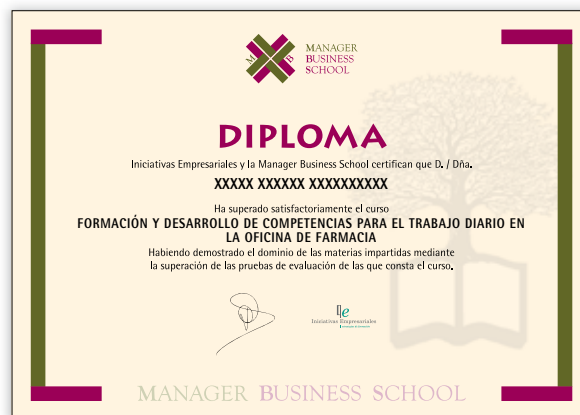 M B
MANAGER
BUSINESS
SCHOOL
DIPLOMA
Iniciativas Empresariales y la Manager Business School certifican que D. / Dña.
XXXXX XXXXXX XXXXXXXXXX
Ha superado satisfactoriamente el curso
FORMACIÓN Y DESARROLLO DE COMPETENCIAS PARA EL TRABAJO DIARIO EN
LA OFICINA DE FARMACIA
Habiendo demostrado el dominio de las materias impartidas mediante
la superación de las pruebas de evaluación de las que consta el curso.
Ie
Iniciativas Empresariales
MANAGER BUSINESS SCHOOL